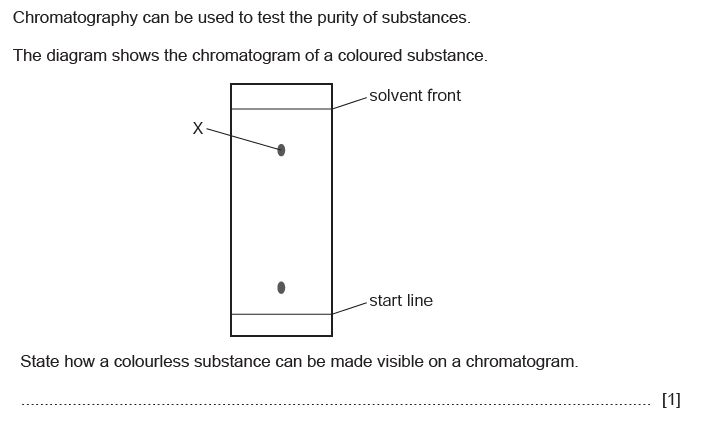 Chromatography can be used to test the purity of substances.
The diagram shows the chromatogram of a coloured substance.
solvent front
X
start line
State how a colourless substance can be made visible on a chromatogram.
[1]